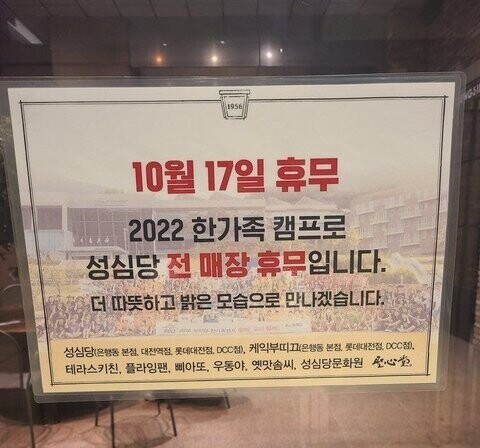 1956
10월 17일 휴무
2022 한가족 캠프로
성심당 전 매장 휴무입니다.
더 따뜻하고 밝은 모습으로 만나겠습니다.
성심당(은행동 본점, 대전역점, 롯데대전점, DCC점), 케익부띠끄(은행동 본점, 롯데대전점, DCC점)
테라스키친, 플라잉팬, 삐아또, 우동야, 옛맛솜씨, 성심당문화원 聖心堂